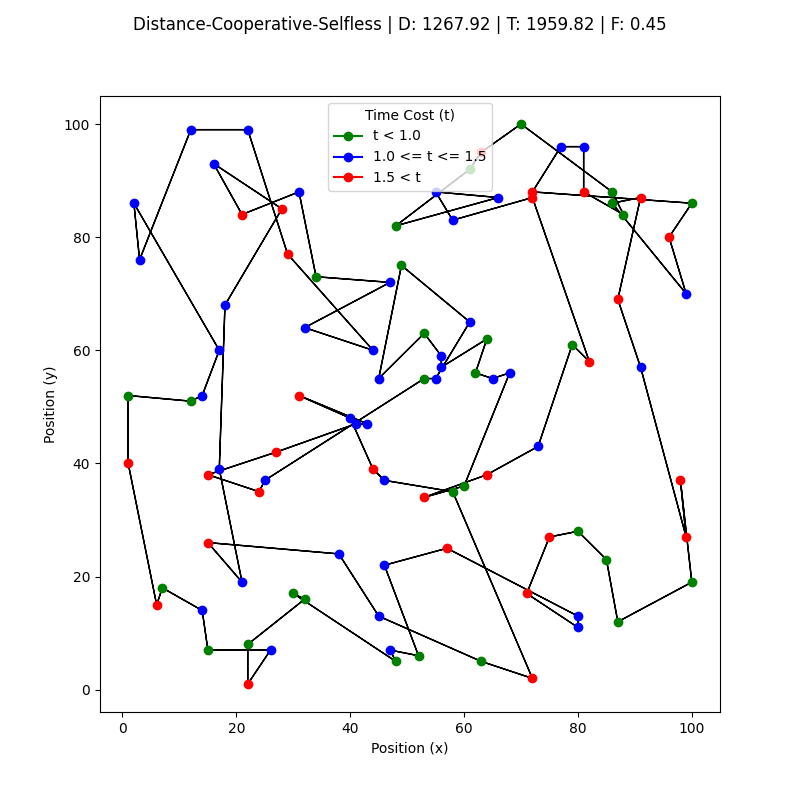 Distance-Cooperative-Selfless | D: 1267.92 | T: 1959.82 | F: 0.45
Time Cost (t)
t < 1.0
1.0 <= t <= 1.5
1.5 < t
100
80
60
40
20
0
Position (y)
0 20 40 60 80 100
Position (x)